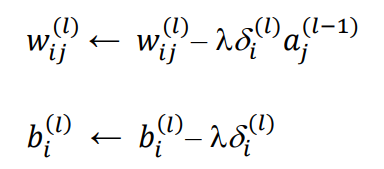 w_{ij}^{(l)} ← w_{ij}^{(l)} – λδ_i^{(l)} a_j^{(l−1)}
b_i^{(l)} ← b_i^{(l)} – λδ_i^{(l)}